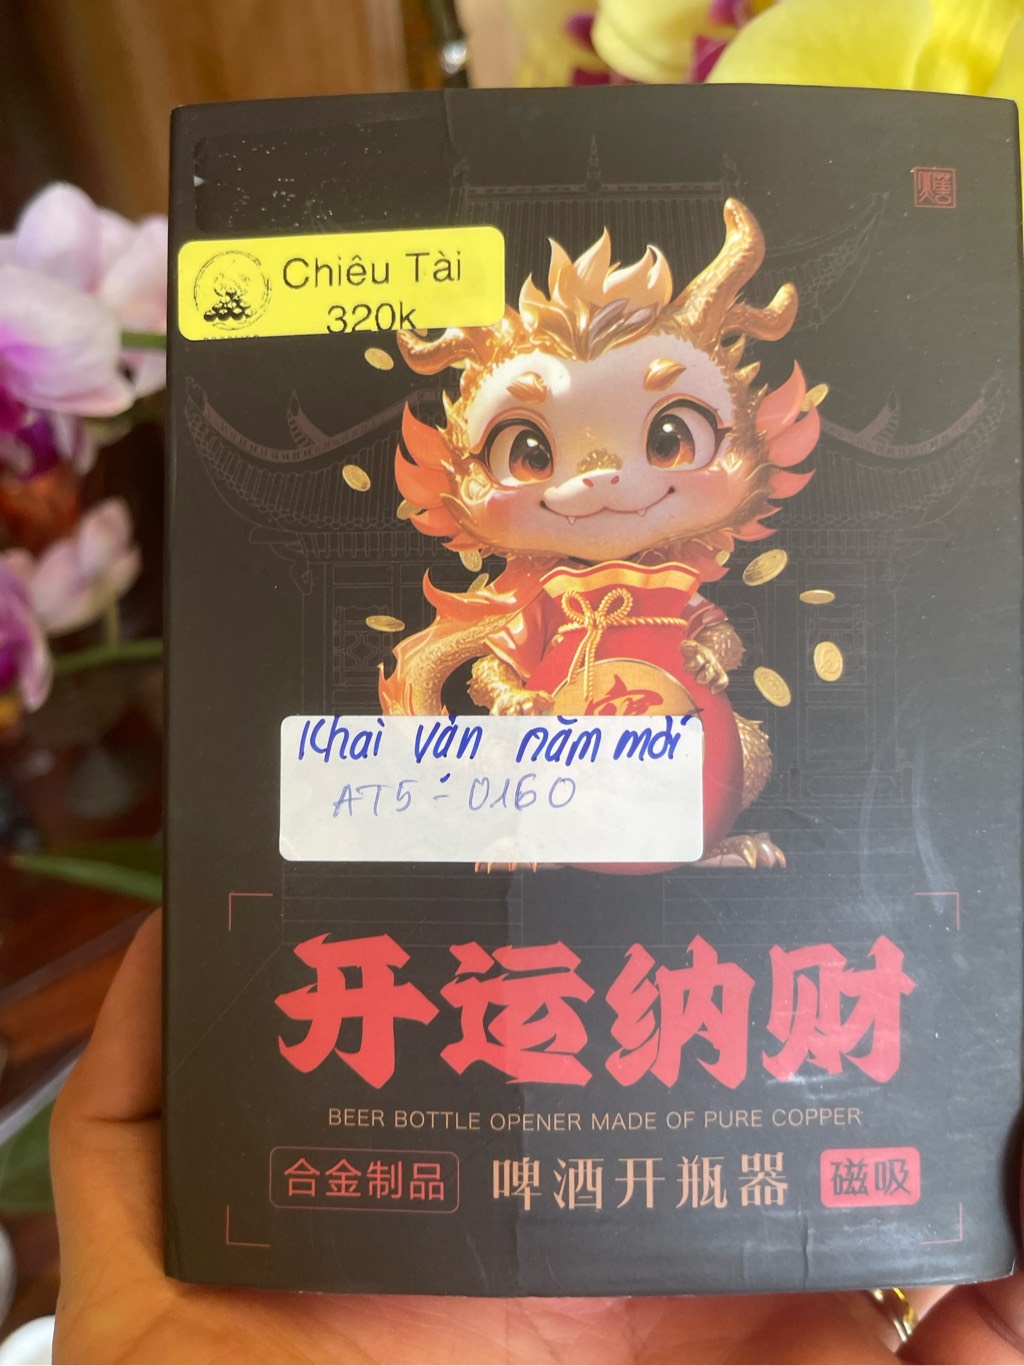 Chiêu Tài
320k
Khai vận năm mới
AT5-0160
开运纳财
BEER BOTTLE OPENER MADE OF PURE COPPER
合金制品 啤酒开瓶器 磁吸